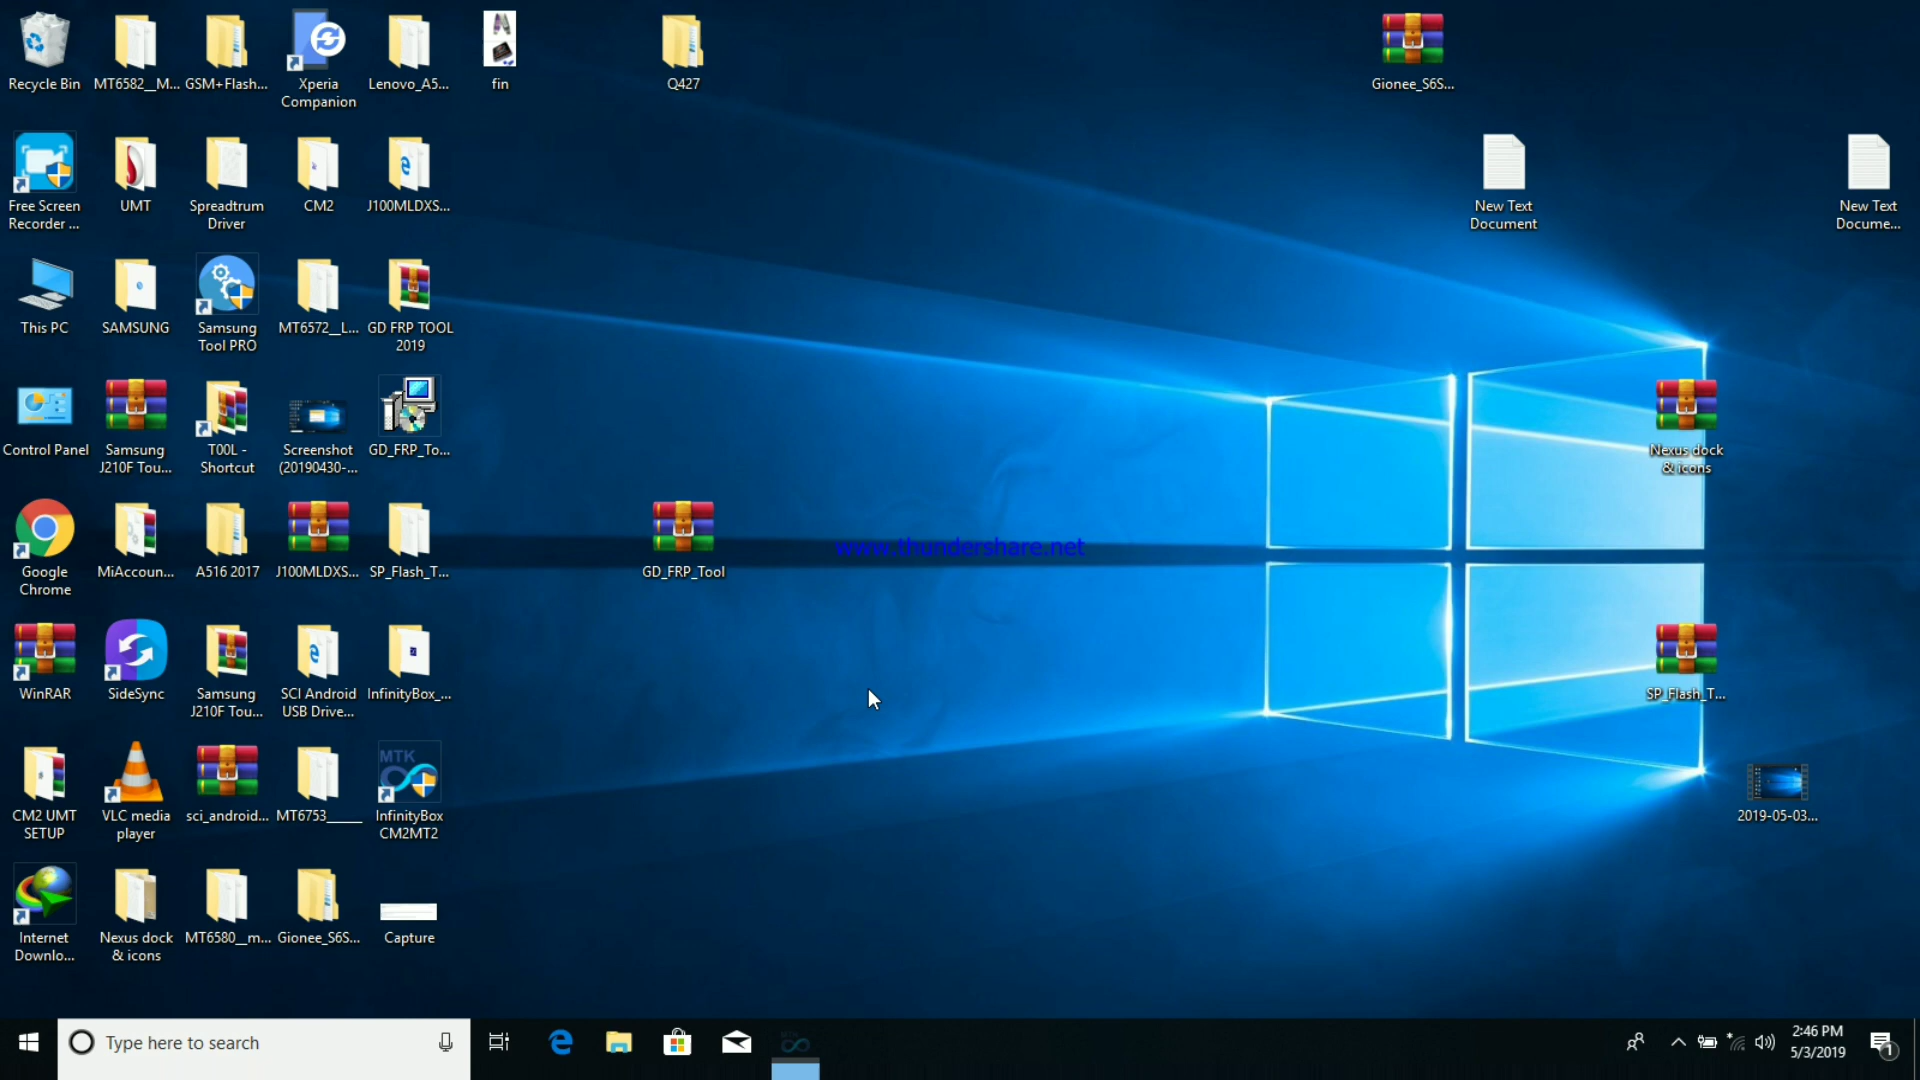 Recycle Bin
MT6582__M...
GSM+Flash...
Xperia
Companion
Lenovo_A5...
fin
Q427
Gionee_S6S...
Free Screen
Recorder ...
UMT
Spreadtrum
Driver
CM2
J100MLDXS...
New Text
Document
New Text
Docume...
This PC
SAMSUNG
Samsung
Tool PRO
MT6572__L...
GD FRP TOOL
2019
Control Panel
Samsung
J210F Tou...
T00L -
Shortcut
Screenshot
(20190430-...
GD_FRP_To...
Nexus dock
& icons
Google
Chrome
MiAccoun...
A516 2017
J100MLDXS...
SP_Flash_T...
GD_FRP_Tool
www.thundershare.net
WinRAR
SideSync
Samsung
J210F Tou...
SCI Android
USB Drive...
InfinityBox_...
SP_Flash_T...
CM2 UMT
SETUP
VLC media
player
sci_android...
MT6753_____
MTK
InfinityBox
CM2MT2
2019-05-03...
Internet
Downlo...
Nexus dock
& icons
MT6580__m...
Gionee_S6S...
Capture
Type here to search
2:46 PM
5/3/2019
1